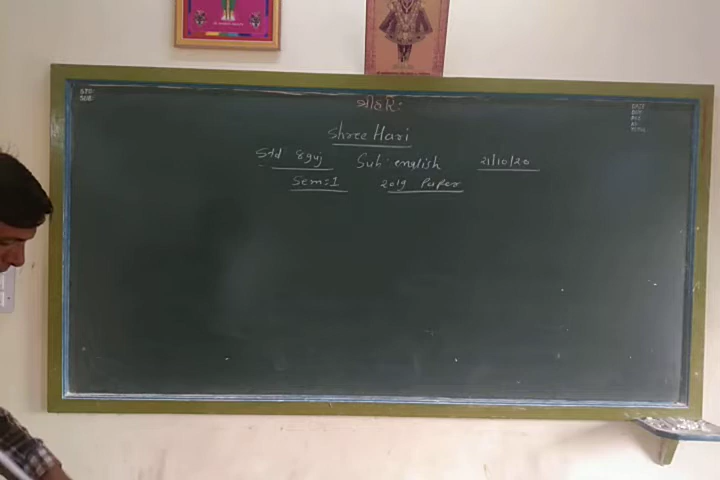 શ્રીહરિ:
Shree Hari
Std 8guj Sub: english 21/10/20
Sem:1 2019 Paper